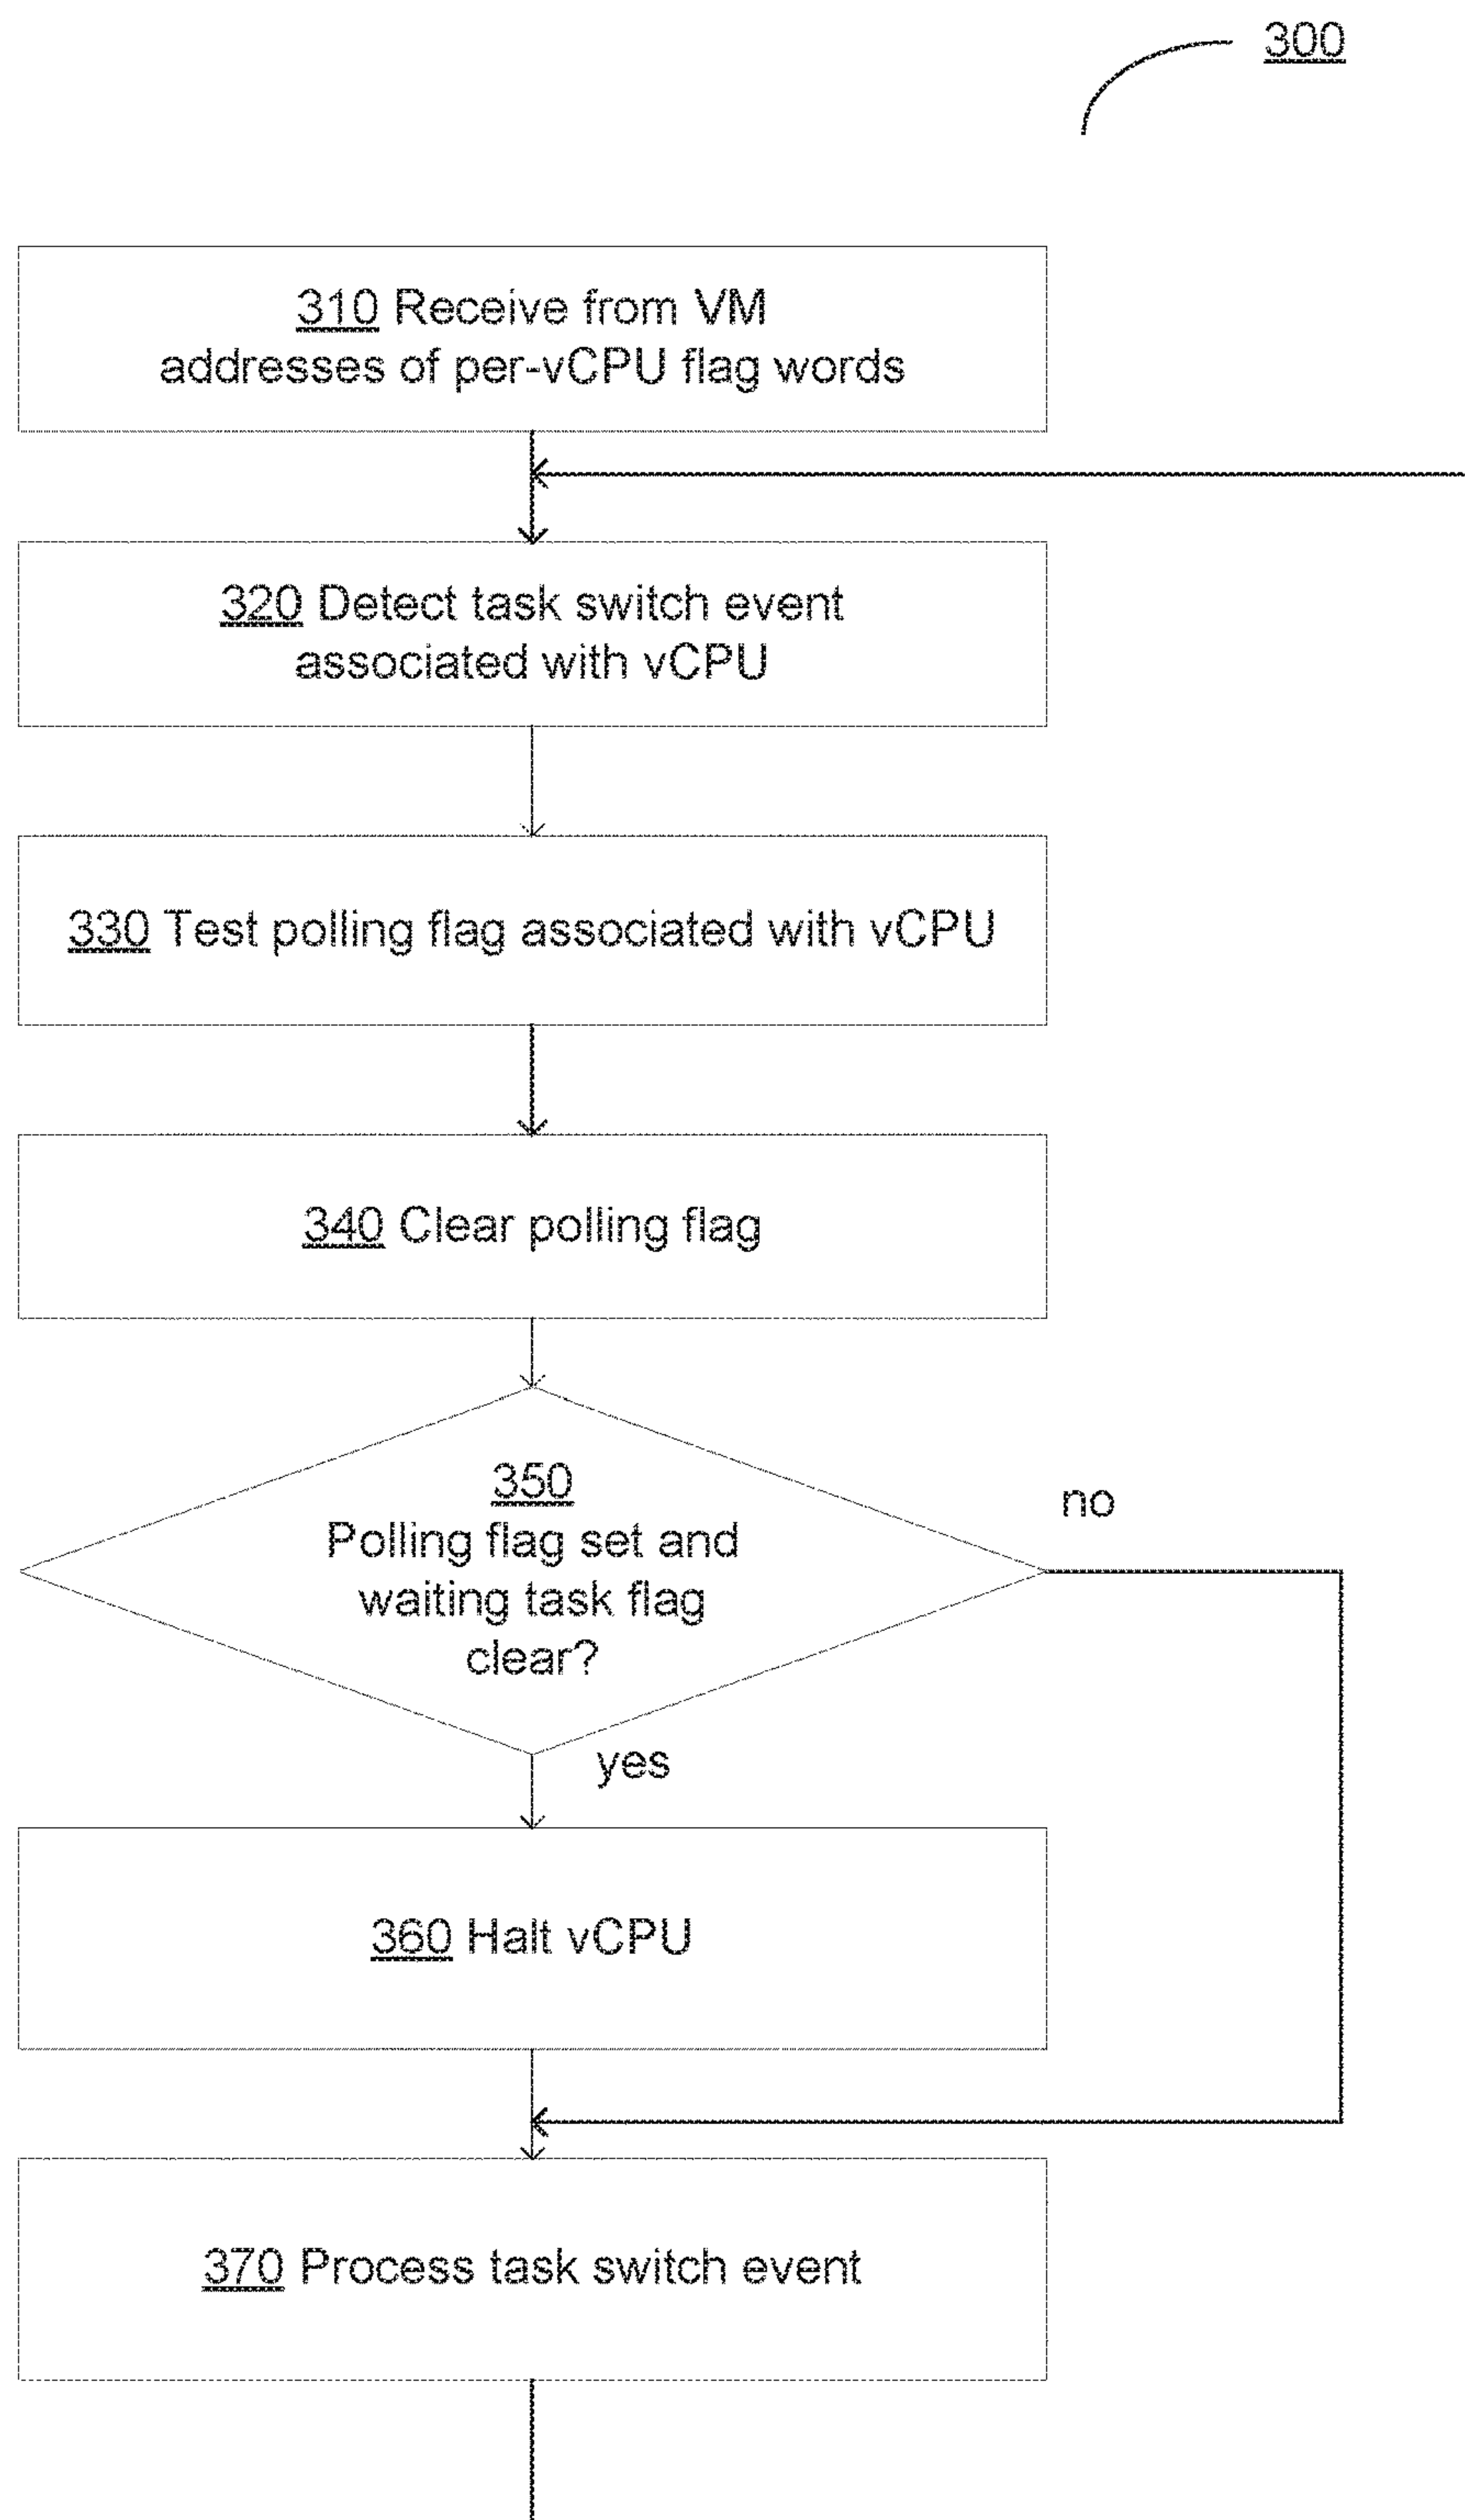 300
310 Receive from VM
addresses of per-vCPU flag words
320 Detect task switch event
associated with vCPU
330 Test polling flag associated with vCPU
340 Clear polling flag
350
Polling flag set and
waiting task flag
clear?
no
yes
360 Halt vCPU
370 Process task switch event